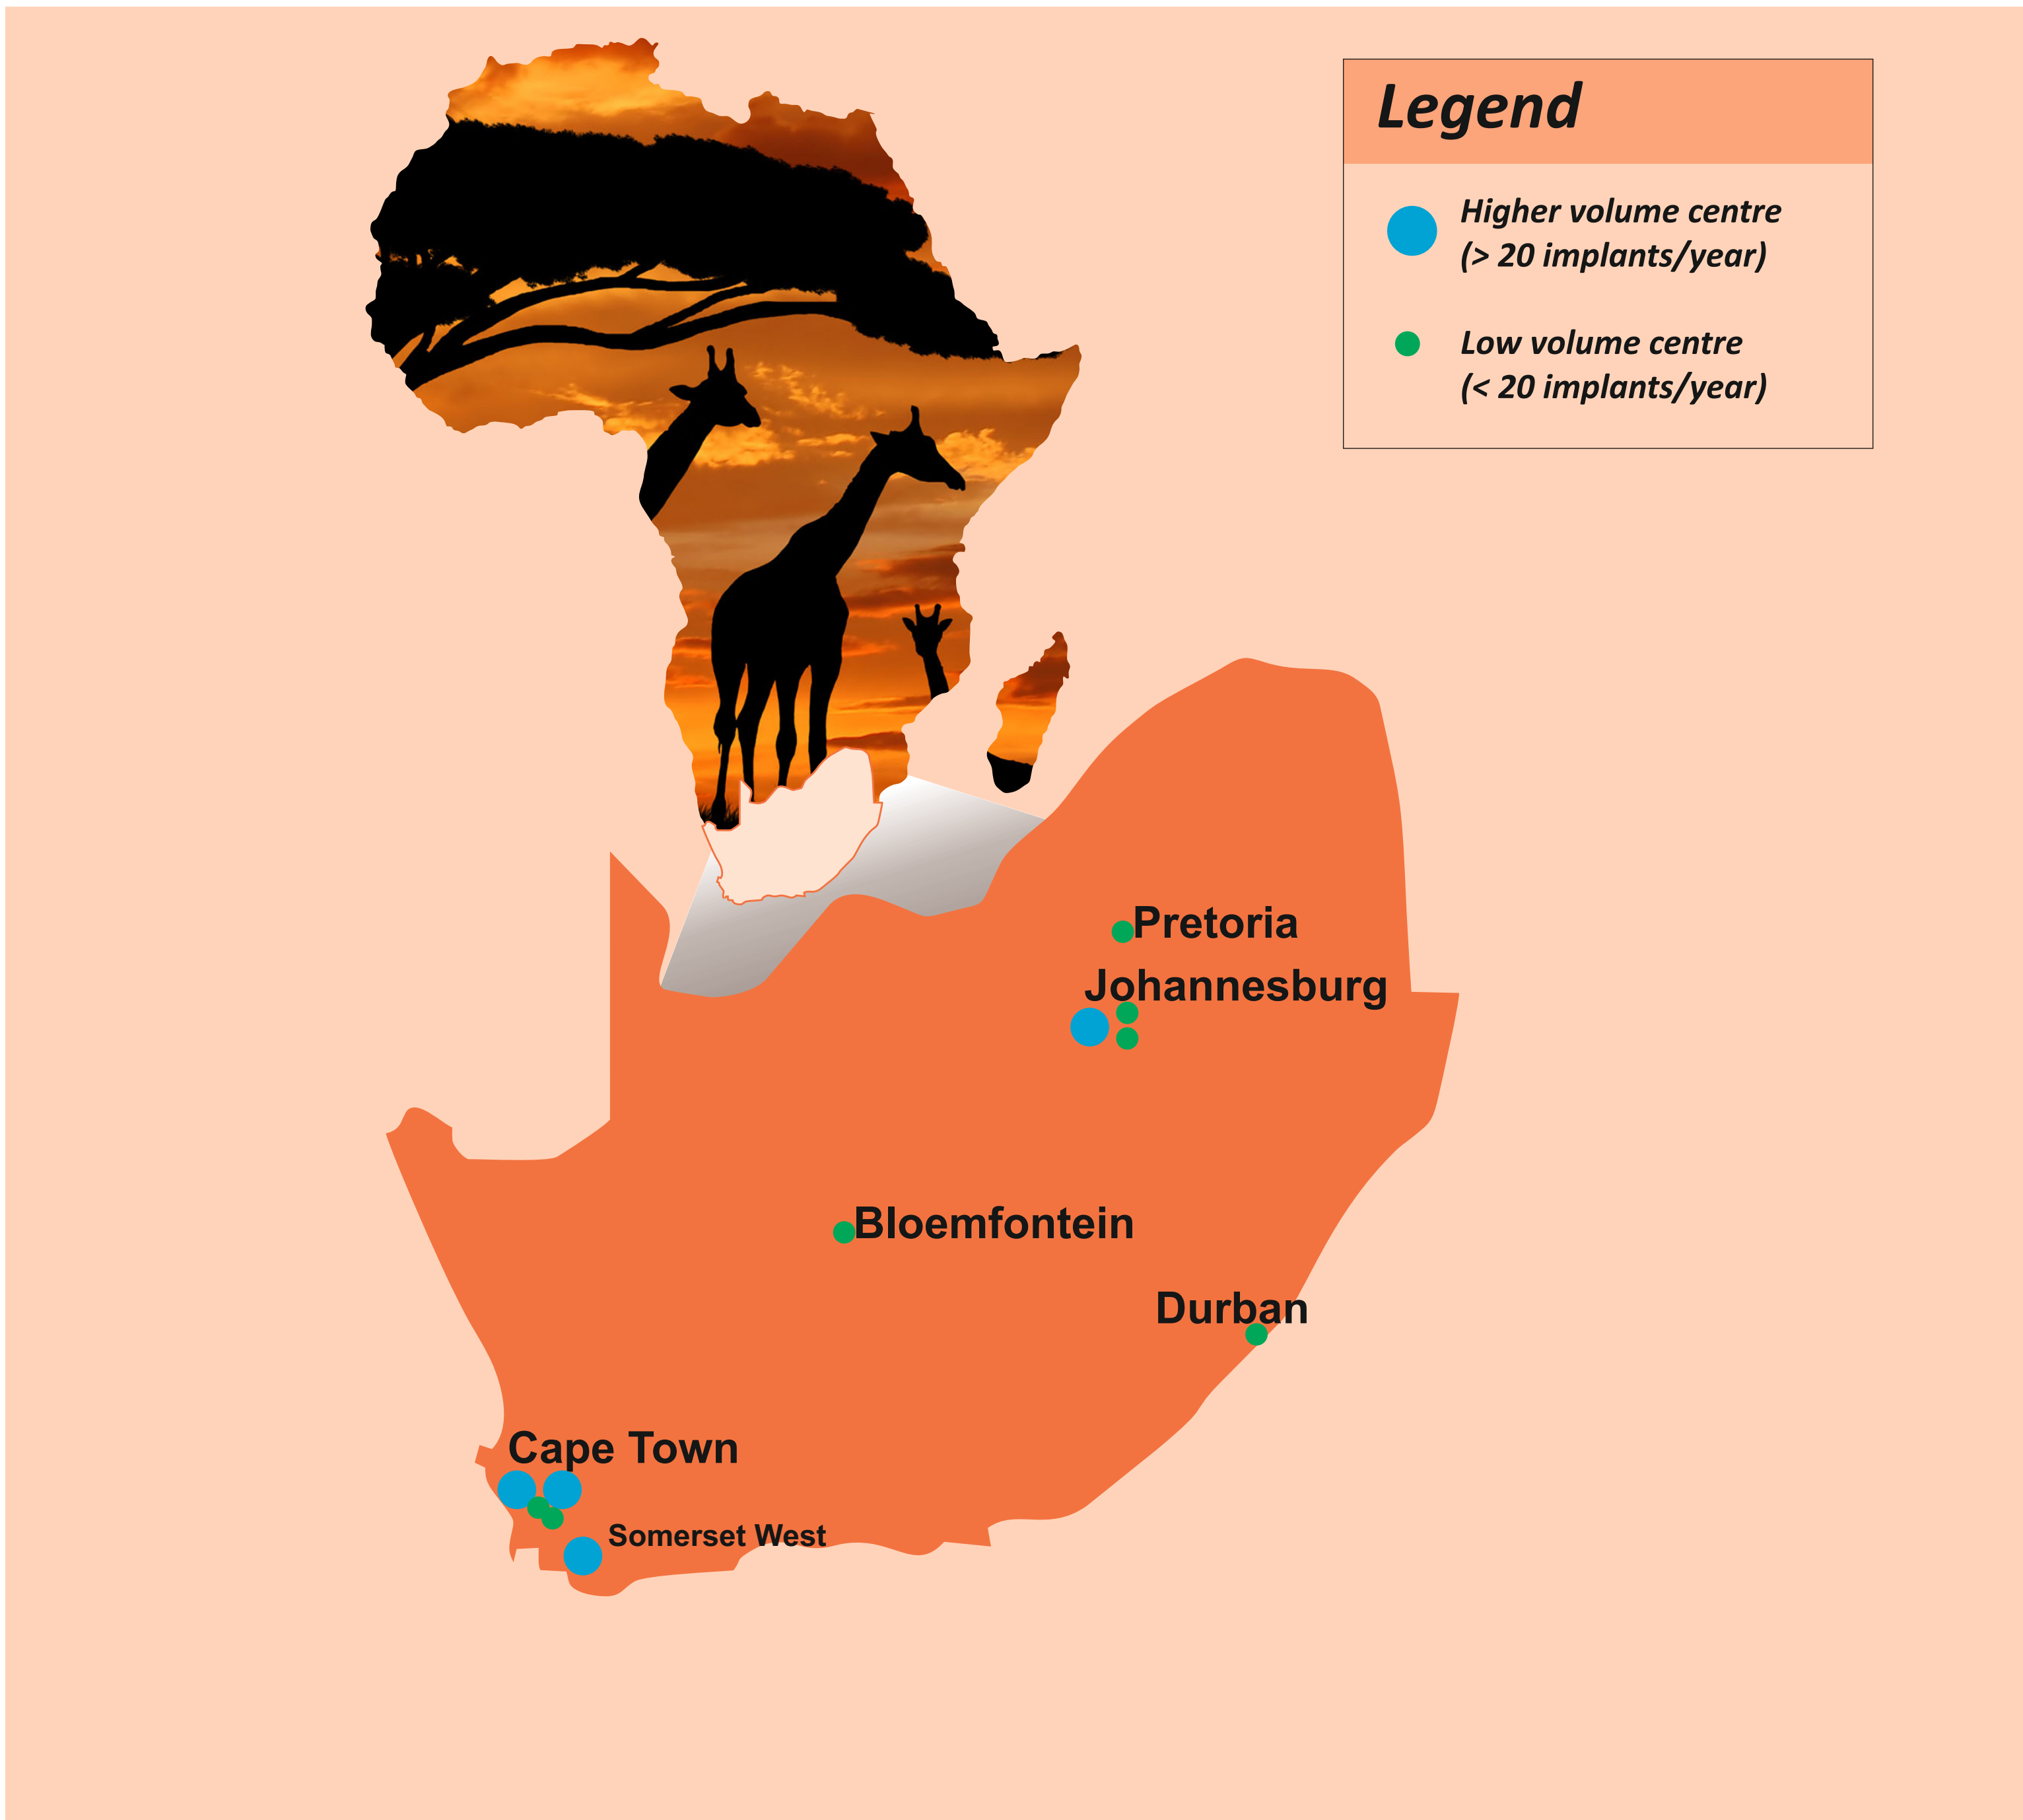 Legend
Higher volume centre
(> 20 implants/year)
Low volume centre
(< 20 implants/year)
Pretoria
Johannesburg
Bloemfontein
Durban
Cape Town
Somerset West